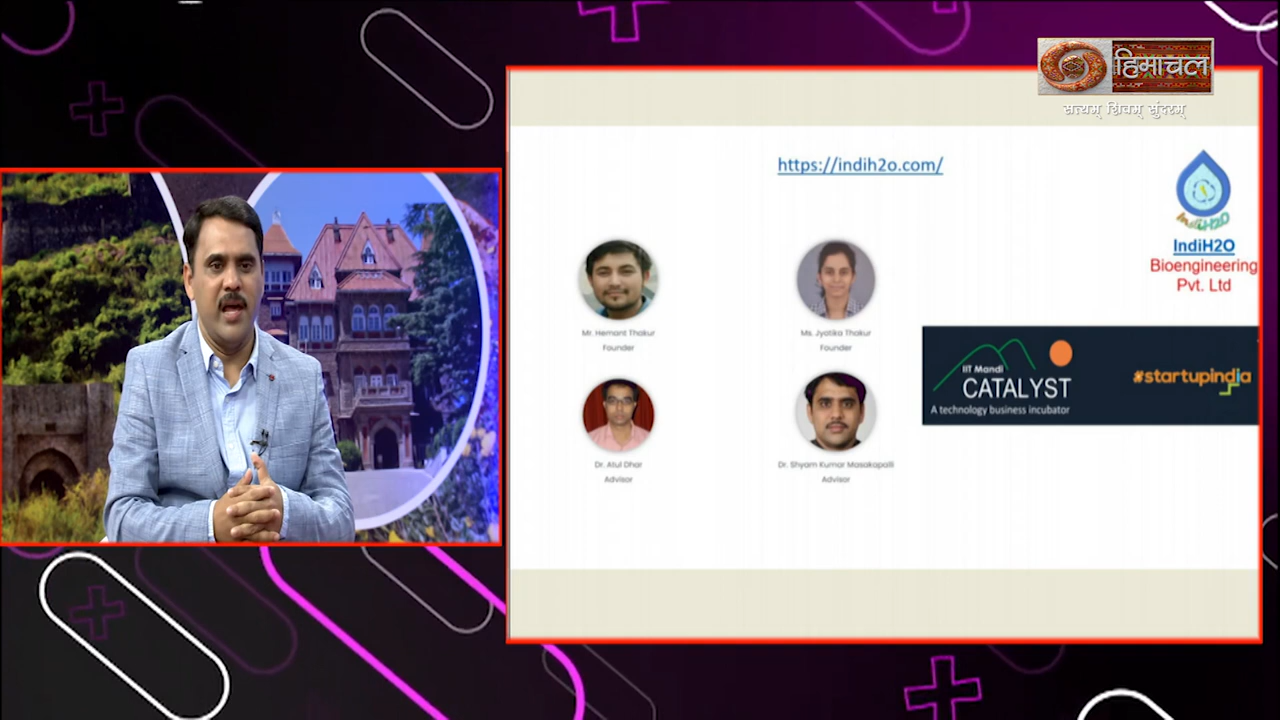 हिमाचल
सत्यम् शिवम् सुंदरम्
https://indih2o.com/
IndiH2O
IndiH2O
Bioengineering
Pvt. Ltd
Mr. Hemant Thakur
Founder
Ms. Jyotika Thakur
Founder
IIT Mandi
CATALYST
A technology business incubator
#startupindia
Dr. Atul Dhar
Advisor
Dr. Shyam Kumar Masakapalli
Advisor